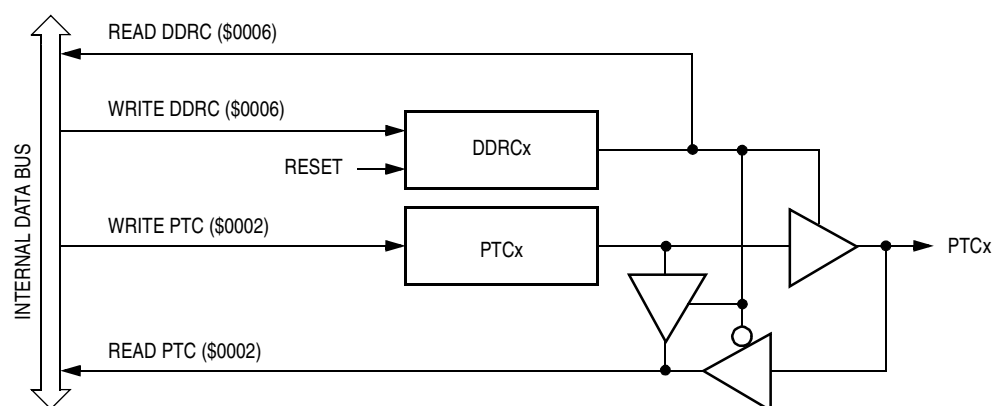 READ DDRC ($0006)
WRITE DDRC ($0006)
DDRCx
RESET
WRITE PTC ($0002)
PTCx
PTCx
READ PTC ($0002)
INTERNAL DATA BUS